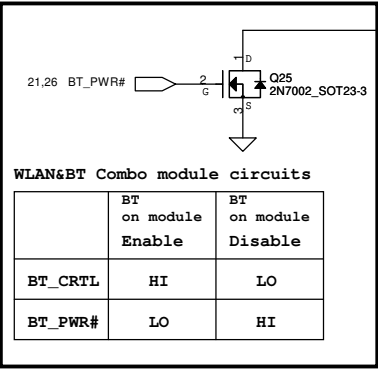 1
D
21,26 BT_PWR#
2
G
Q25
2N7002_SOT23-3
3
S
WLAN&BT Combo module circuits
BT on module Enable
BT on module Disable
BT_CRTL HI LO
BT_PWR# LO HI